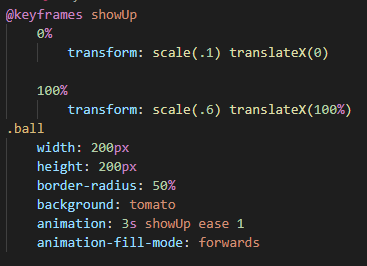 @keyframes showUp
0%
transform: scale(.1) translateX(0)
100%
transform: scale(.6) translateX(100%)
.ball
width: 200px
height: 200px
border-radius: 50%
background: tomato
animation: 3s showUp ease 1
animation-fill-mode: forwards